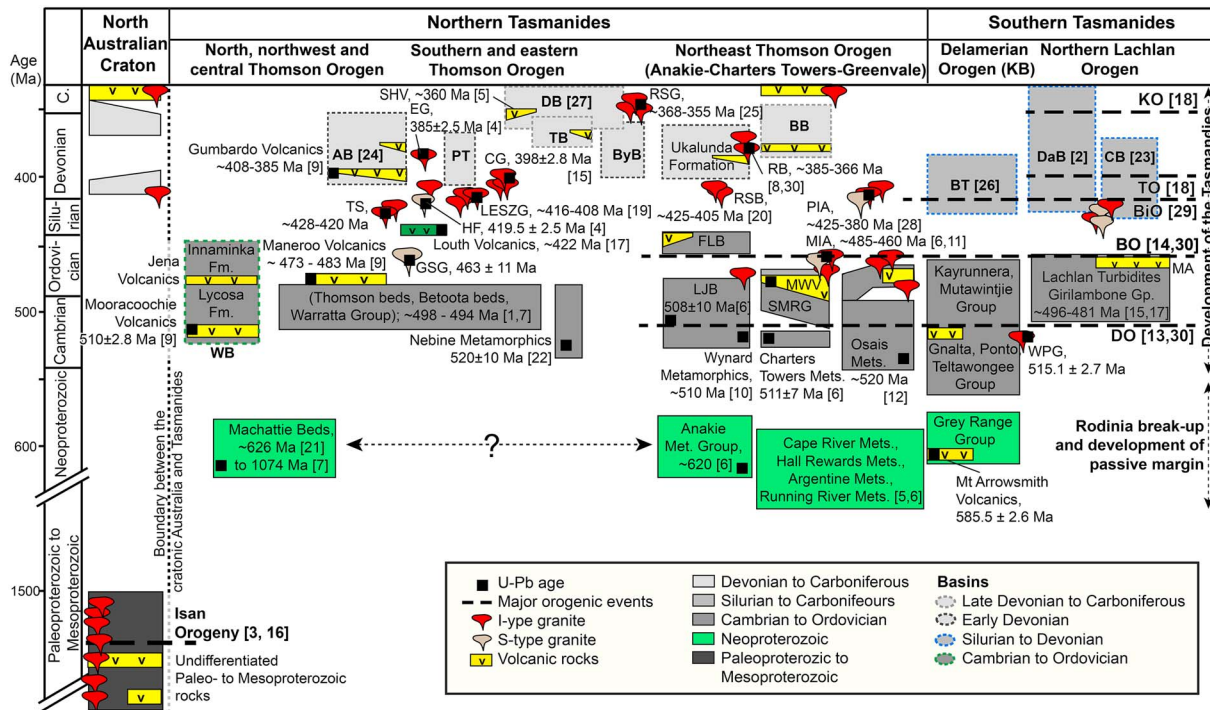 North
Australian
Craton
Northern Tasmanides
Southern Tasmanides
Age
(Ma)
North, northwest and
central Thomson Orogen
Southern and eastern
Thomson Orogen
Northeast Thomson Orogen
(Anakie-Charters Towers-Greenvale)
Delamerian
Orogen (KB)
Northern Lachlan
Orogen
C.
Devonian
Silu-
rian
Ordovi-
cian
Cambrian
Neoproterozoic
Paleoproterozoic to
Mesoproterozoic
400
500
600
1500
Boundary between the
cratonic Australia and Tasmanides
Isan
Orogeny [3, 16]
Undifferentiated
Paleo- to Mesoproterozoic
rocks
Gumbardo Volcanics
~408-385 Ma [9]
AB [24]
SHV, ~360 Ma [5]
EG,
385±2.5 Ma [4]
PT
DB [27]
TB
ByB
RSG,
~368-355 Ma [25]
CG, 398±2.8 Ma
[15]
TS,
~428-420
LESZG, ~416-408 Ma [19]
HF, 419.5 ± 2.5 Ma [4]
Louth Volcanics, ~422 Ma [17]
GSG, 463 ± 11 Ma
Maneroo Volcanics
~ 473 - 483 Ma [9]
Innaminka
Fm.
Jena
Volcanics
Lycosa
Fm.
Mooracoochie
Volcanics
510±2.8 Ma [9]
WB
(Thomson beds, Betoota beds,
Warratta Group); ~498 - 494 Ma [1,7]
Nebine Metamorphics
520±10 Ma [22]
Machattie Beds,
~626 Ma [21]
to 1074 Ma [7]
?
Ukalunda
Formation
BB
RB, ~385-366 Ma
[8,30]
RSB,
~425-405 Ma [20]
PIA,
~425-380 Ma [28]
MIA, ~485-460 Ma [6,11]
FLB
LJB
508±10 Ma[6]
MWV
SMRG
Osais
Mets.
Wynard
Metamorphics,
~510 Ma [10]
Charters
Towers Mets.
511±7 Ma [6]
~520 Ma
[12]
Anakie
Met. Group,
~620 [6]
Cape River Mets.,
Hall Rewards Mets.,
Argentine Mets.,
Running River Mets. [5,6]
BT [26]
DaB [2]
CB [23]
KO [18]
TO [18]
BiO [29]
BO [14,30]
MA
Kayrunnera,
Mutawintjie
Group
Lachlan Turbidites
Girilambone Gp.
~496-481 Ma [15,17]
DO [13,30]
Gnalta, Ponto,
Teltawongee
Group
WPG,
515.1 ± 2.7 Ma
Grey Range
Group
Mt Arrowsmith
Volcanics,
585.5 ± 2.6 Ma
Development of the Tasmanides
Rodinia break-up
and development of
passive margin
U-Pb age
Major orogenic events
I-type granite
S-type granite
Volcanic rocks
Devonian to Carboniferous
Silurian to Carbonifeours
Cambrian to Ordovician
Neoproterozoic
Paleoproterozic to
Mesoproterozoic
Basins
Late Devonian to Carboniferous
Early Devonian
Silurian to Devonian
Cambrian to Ordovician